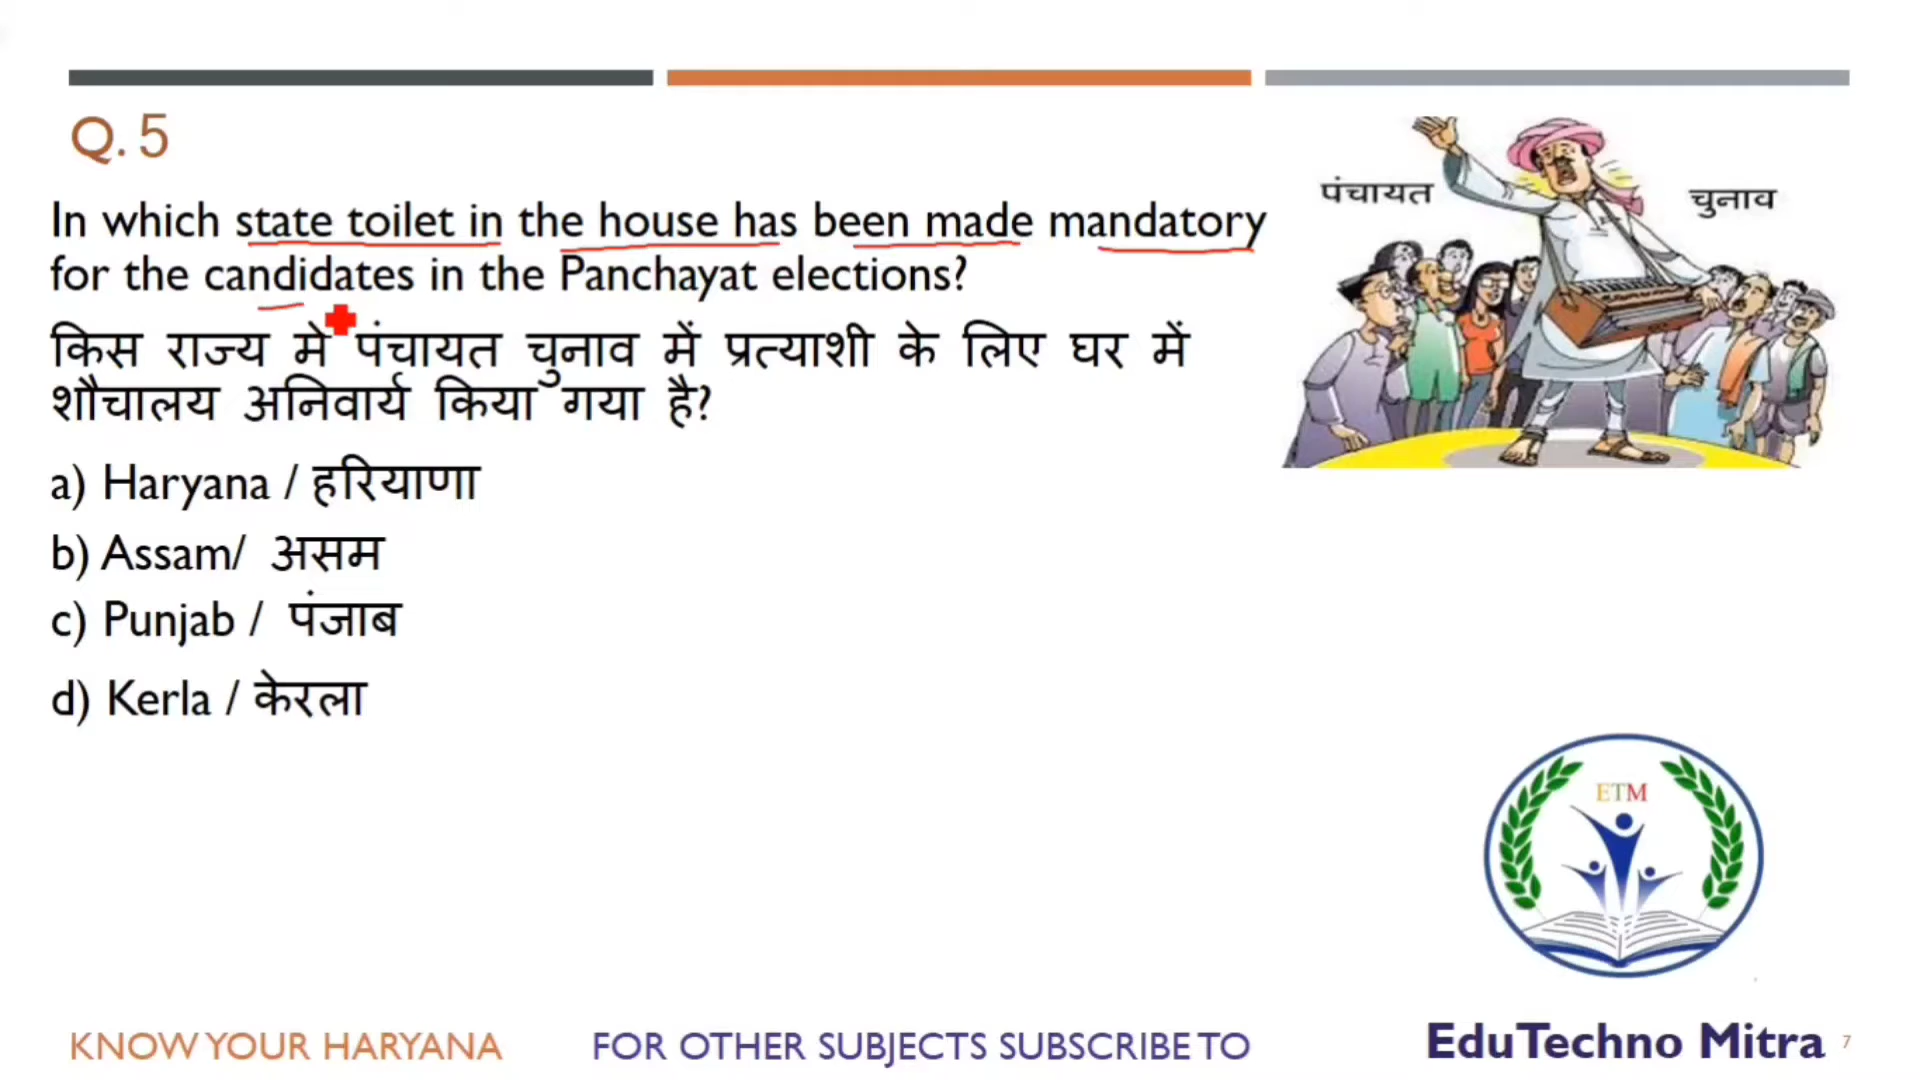 Q. 5
In which state toilet in the house has been made mandatory
for the candidates in the Panchayat elections?
किस राज्य मे पंचायत चुनाव में प्रत्याशी के लिए घर में
शौचालय अनिवार्य किया गया है?
a) Haryana / हरियाणा
b) Assam/ असम
c) Punjab / पंजाब
d) Kerla / केरला
पंचायत चुनाव
ETM
KNOW YOUR HARYANA FOR OTHER SUBJECTS SUBSCRIBE TO EduTechno Mitra 7